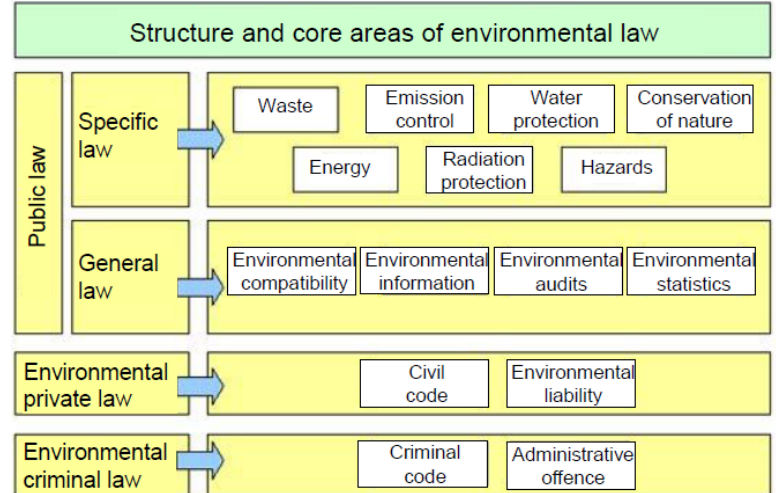 Structure and core areas of environmental law
Public law
Specific
law
Waste
Emission
control
Water
protection
Conservation
of nature
Energy
Radiation
protection
Hazards
General
law
Environmental
compatibility
Environmental
information
Environmental
audits
Environmental
statistics
Environmental
private law
Civil
code
Environmental
liability
Environmental
criminal law
Criminal
code
Administrative
offence